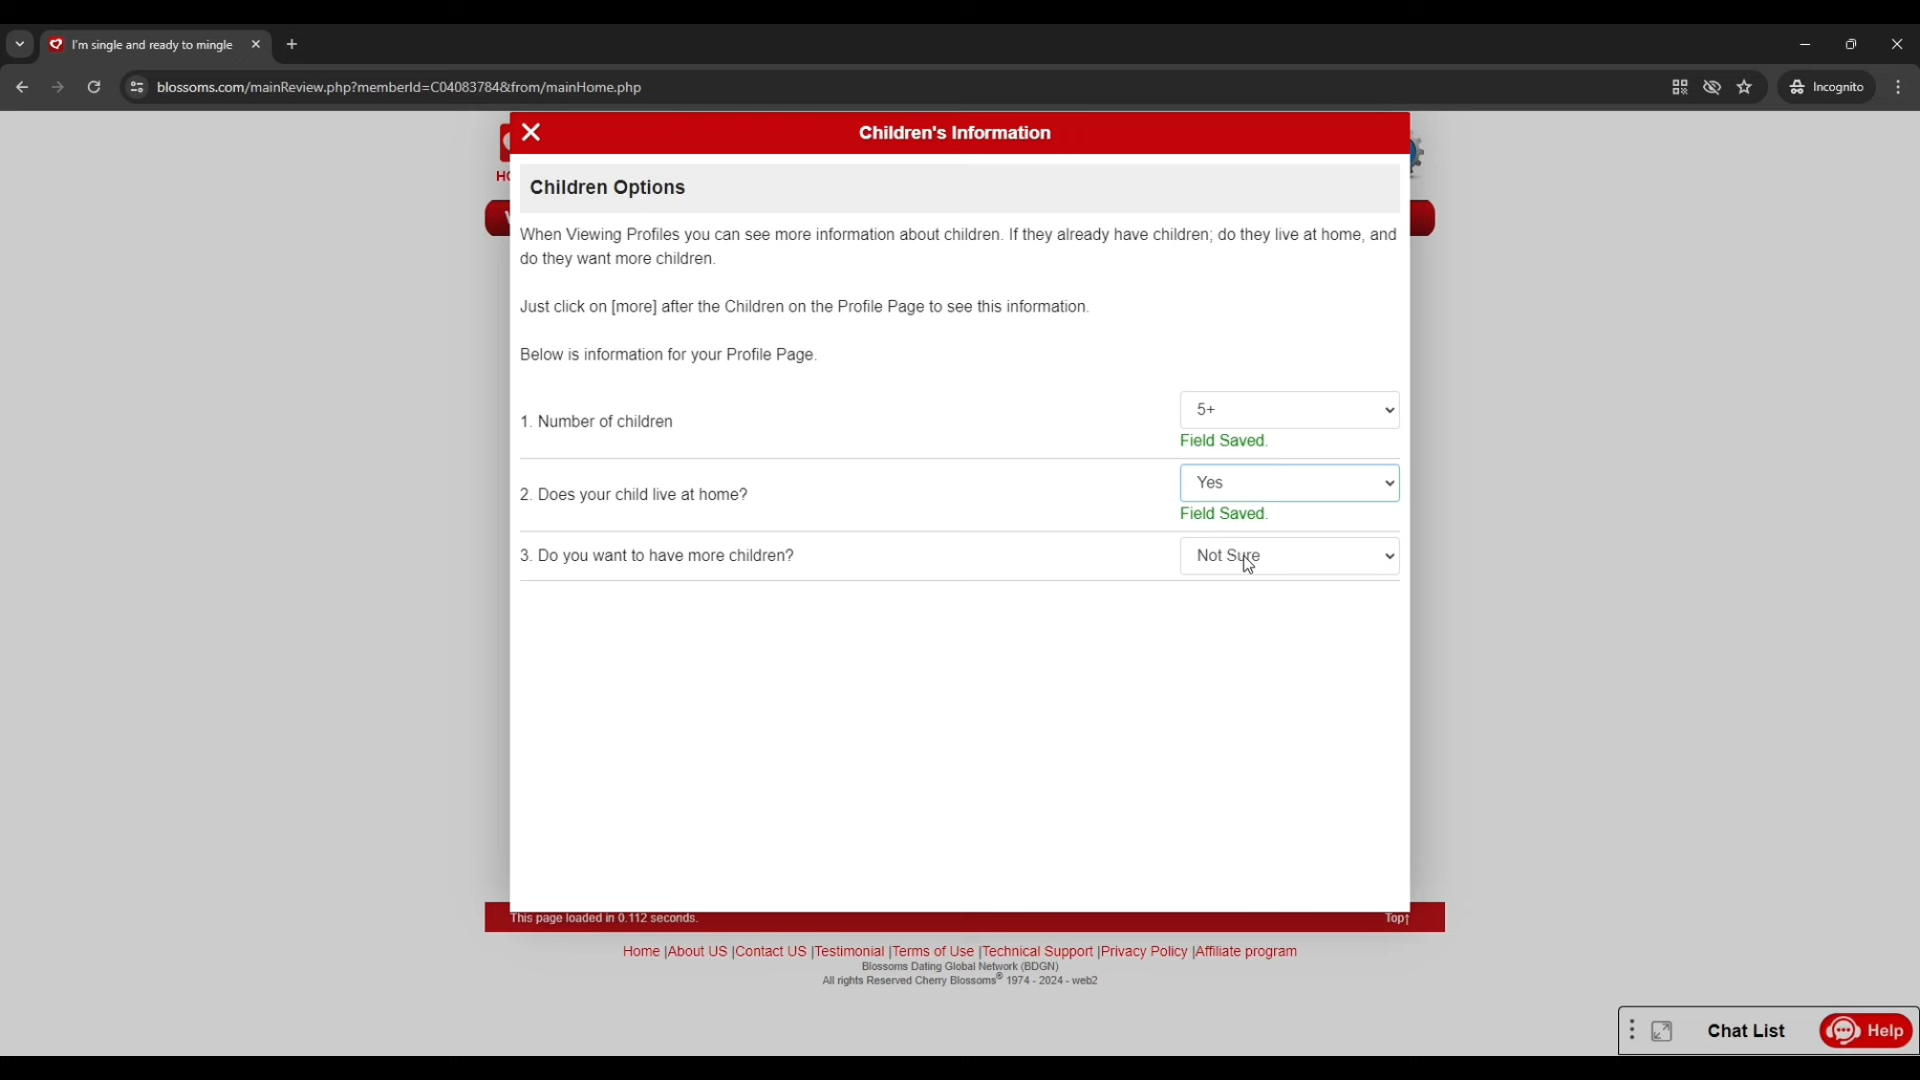 I'm single and ready to mingle
blossoms.com/mainReview.php?memberId=C04083784&from/mainHome.php
Incognito
Children's Information
Children Options
When Viewing Profiles you can see more information about children. If they already have children; do they live at home, and
do they want more children.
Just click on [more] after the Children on the Profile Page to see this information.
Below is information for your Profile Page.
1. Number of children
5+
Field Saved.
2. Does your child live at home?
Yes
Field Saved.
3. Do you want to have more children?
Not Sure
This page loaded in 0.112 seconds.
Top↑
Home |About US |Contact US |Testimonial |Terms of Use |Technical Support |Privacy Policy |Affiliate program
Blossoms Dating Global Network (BDGN)
All rights Reserved Cherry Blossoms® 1974 - 2024 - web2
Chat List
Help